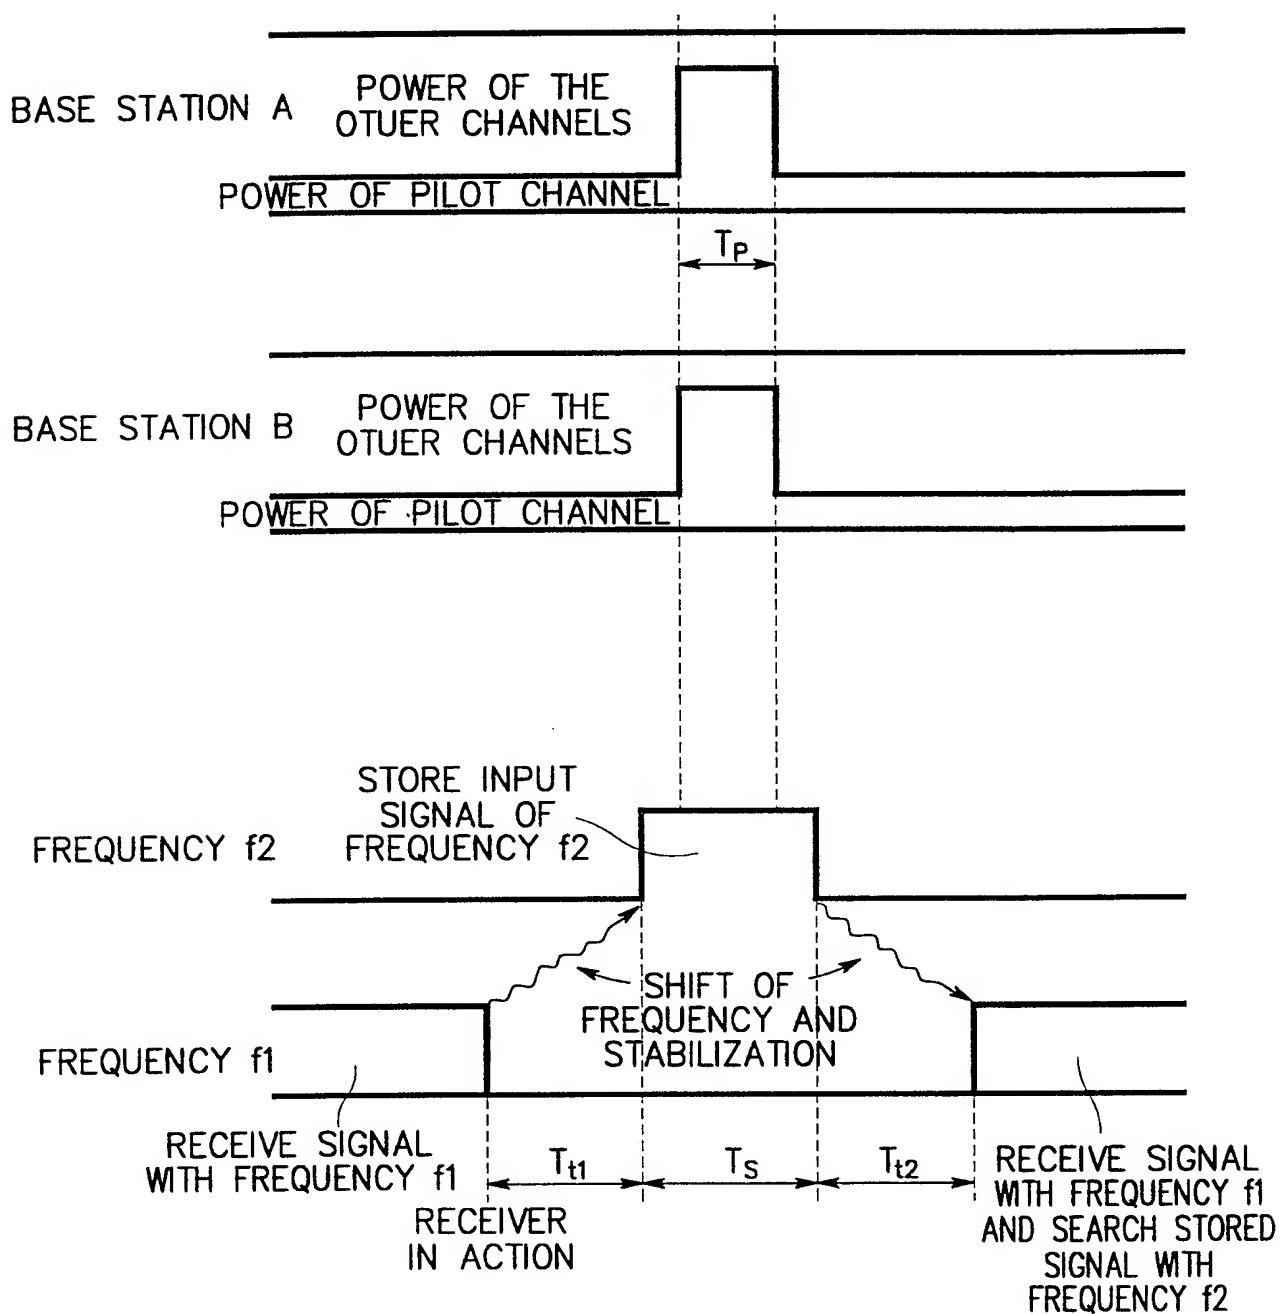 BASE STATION A
POWER OF THE
OTUER CHANNELS
POWER OF PILOT CHANNEL
TP
BASE STATION B
POWER OF THE
OTUER CHANNELS
POWER OF PILOT CHANNEL
STORE INPUT
SIGNAL OF
FREQUENCY f2
FREQUENCY f2
SHIFT OF
FREQUENCY AND
STABILIZATION
FREQUENCY f1
RECEIVE SIGNAL
WITH FREQUENCY f1
Tt1
TS
Tt2
RECEIVER
IN ACTION
RECEIVE SIGNAL
WITH FREQUENCY f1
AND SEARCH STORED
SIGNAL WITH
FREQUENCY f2